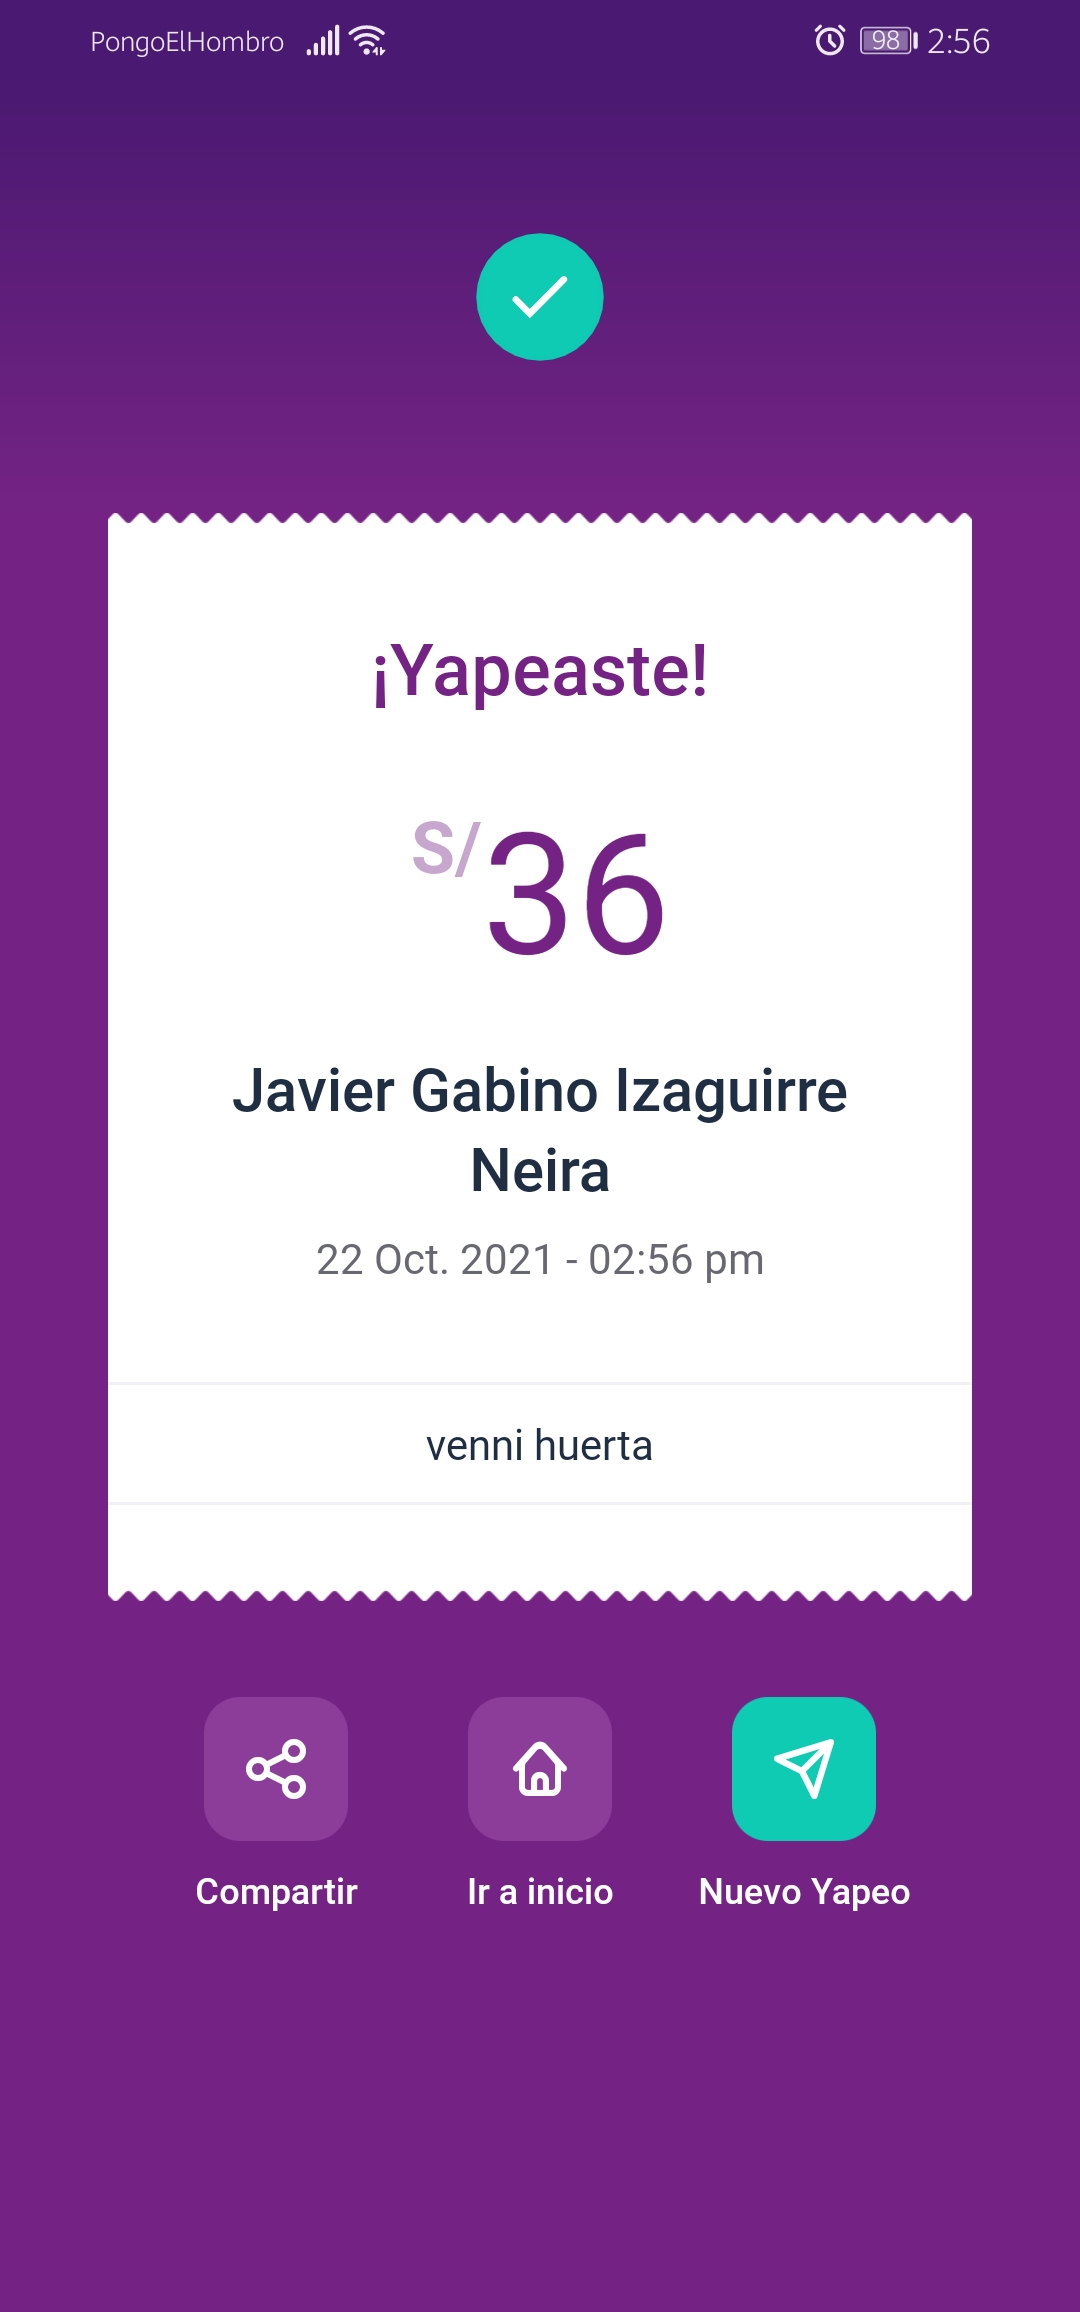 PongoElHombro 98 2:56
¡Yapeaste!
S/36
Javier Gabino Izaguirre
Neira
22 Oct. 2021 - 02:56 pm
venni huerta
Compartir Ir a inicio Nuevo Yapeo